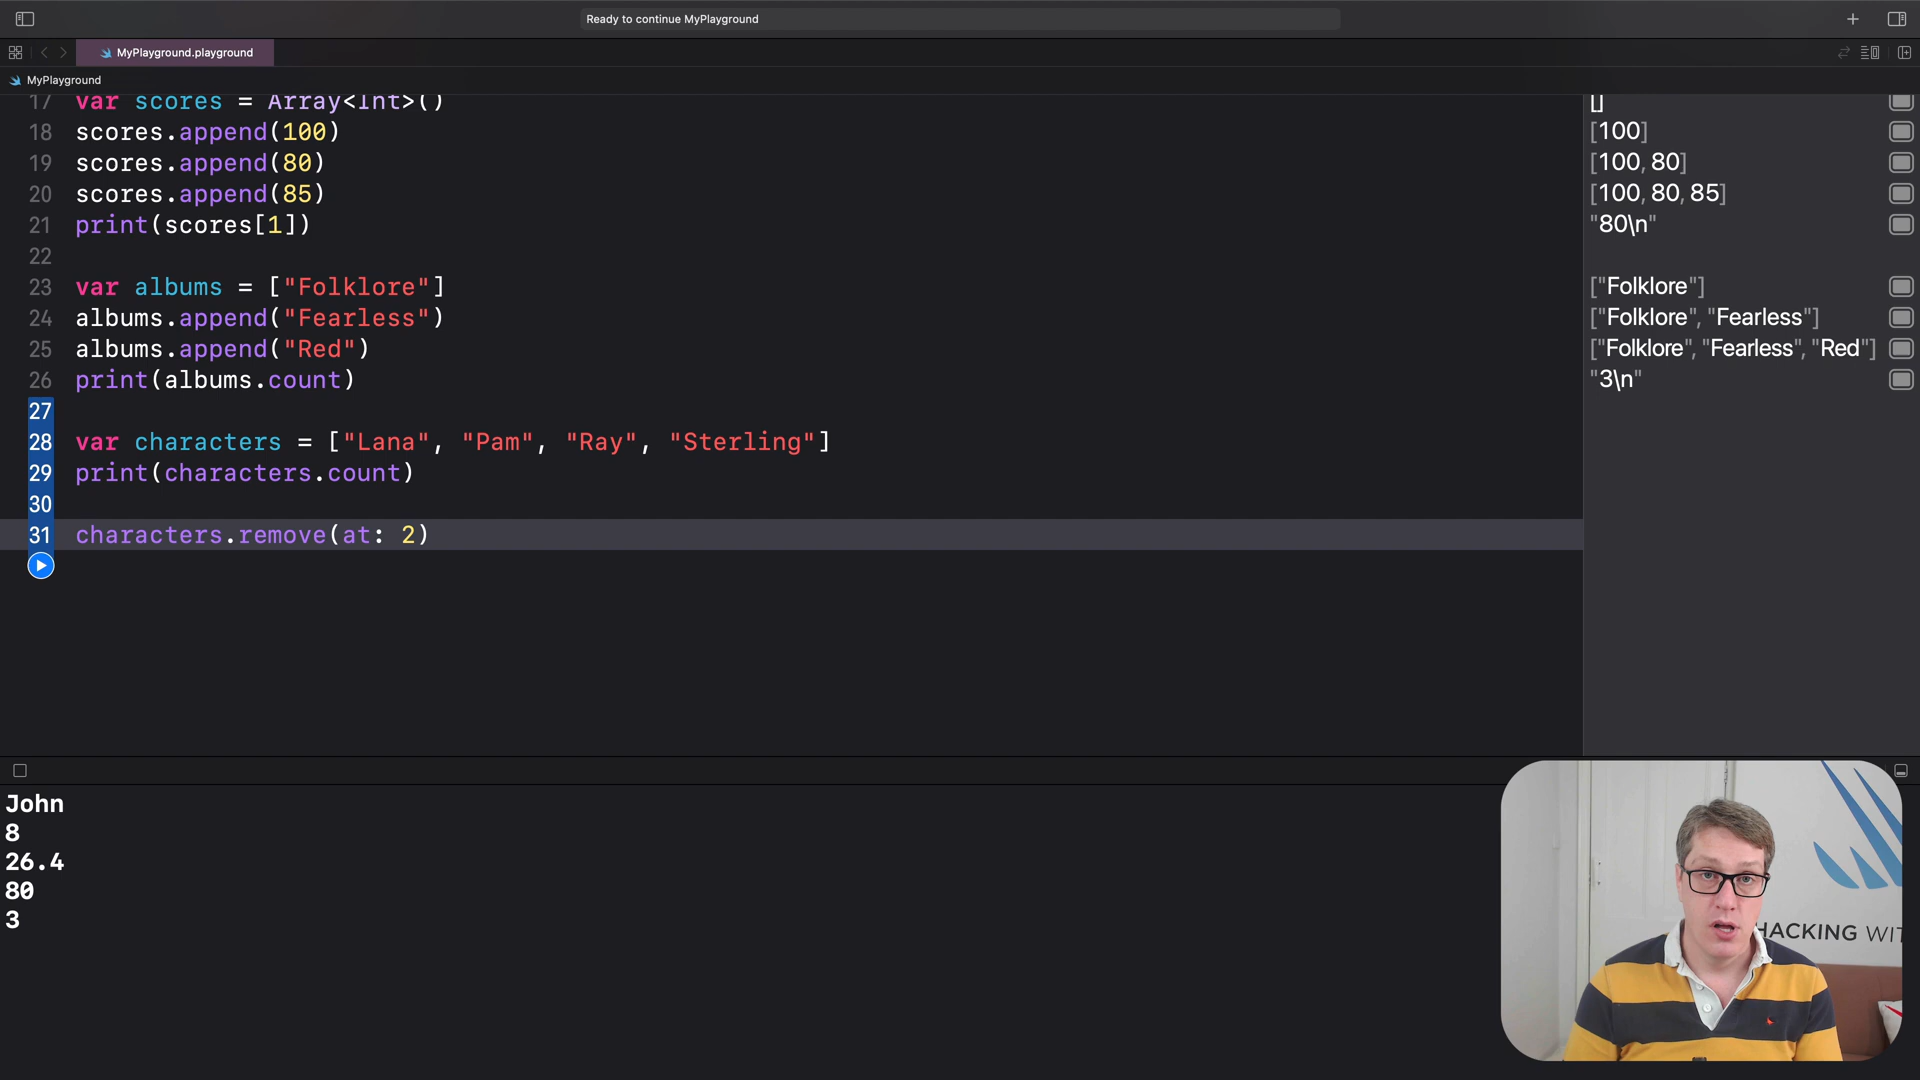 Ready to continue MyPlayground
MyPlayground.playground
MyPlayground
17 var scores = Array<Int>()
18 scores.append(100)
19 scores.append(80)
20 scores.append(85)
21 print(scores[1])
22
23 var albums = ["Folklore"]
24 albums.append("Fearless")
25 albums.append("Red")
26 print(albums.count)
27
28 var characters = ["Lana", "Pam", "Ray", "Sterling"]
29 print(characters.count)
30
31 characters.remove(at: 2)
[]
[100]
[100, 80]
[100, 80, 85]
"80\n"
["Folklore"]
["Folklore", "Fearless"]
["Folklore", "Fearless", "Red"]
"3\n"
John
8
26.4
80
3
HACKING WIT